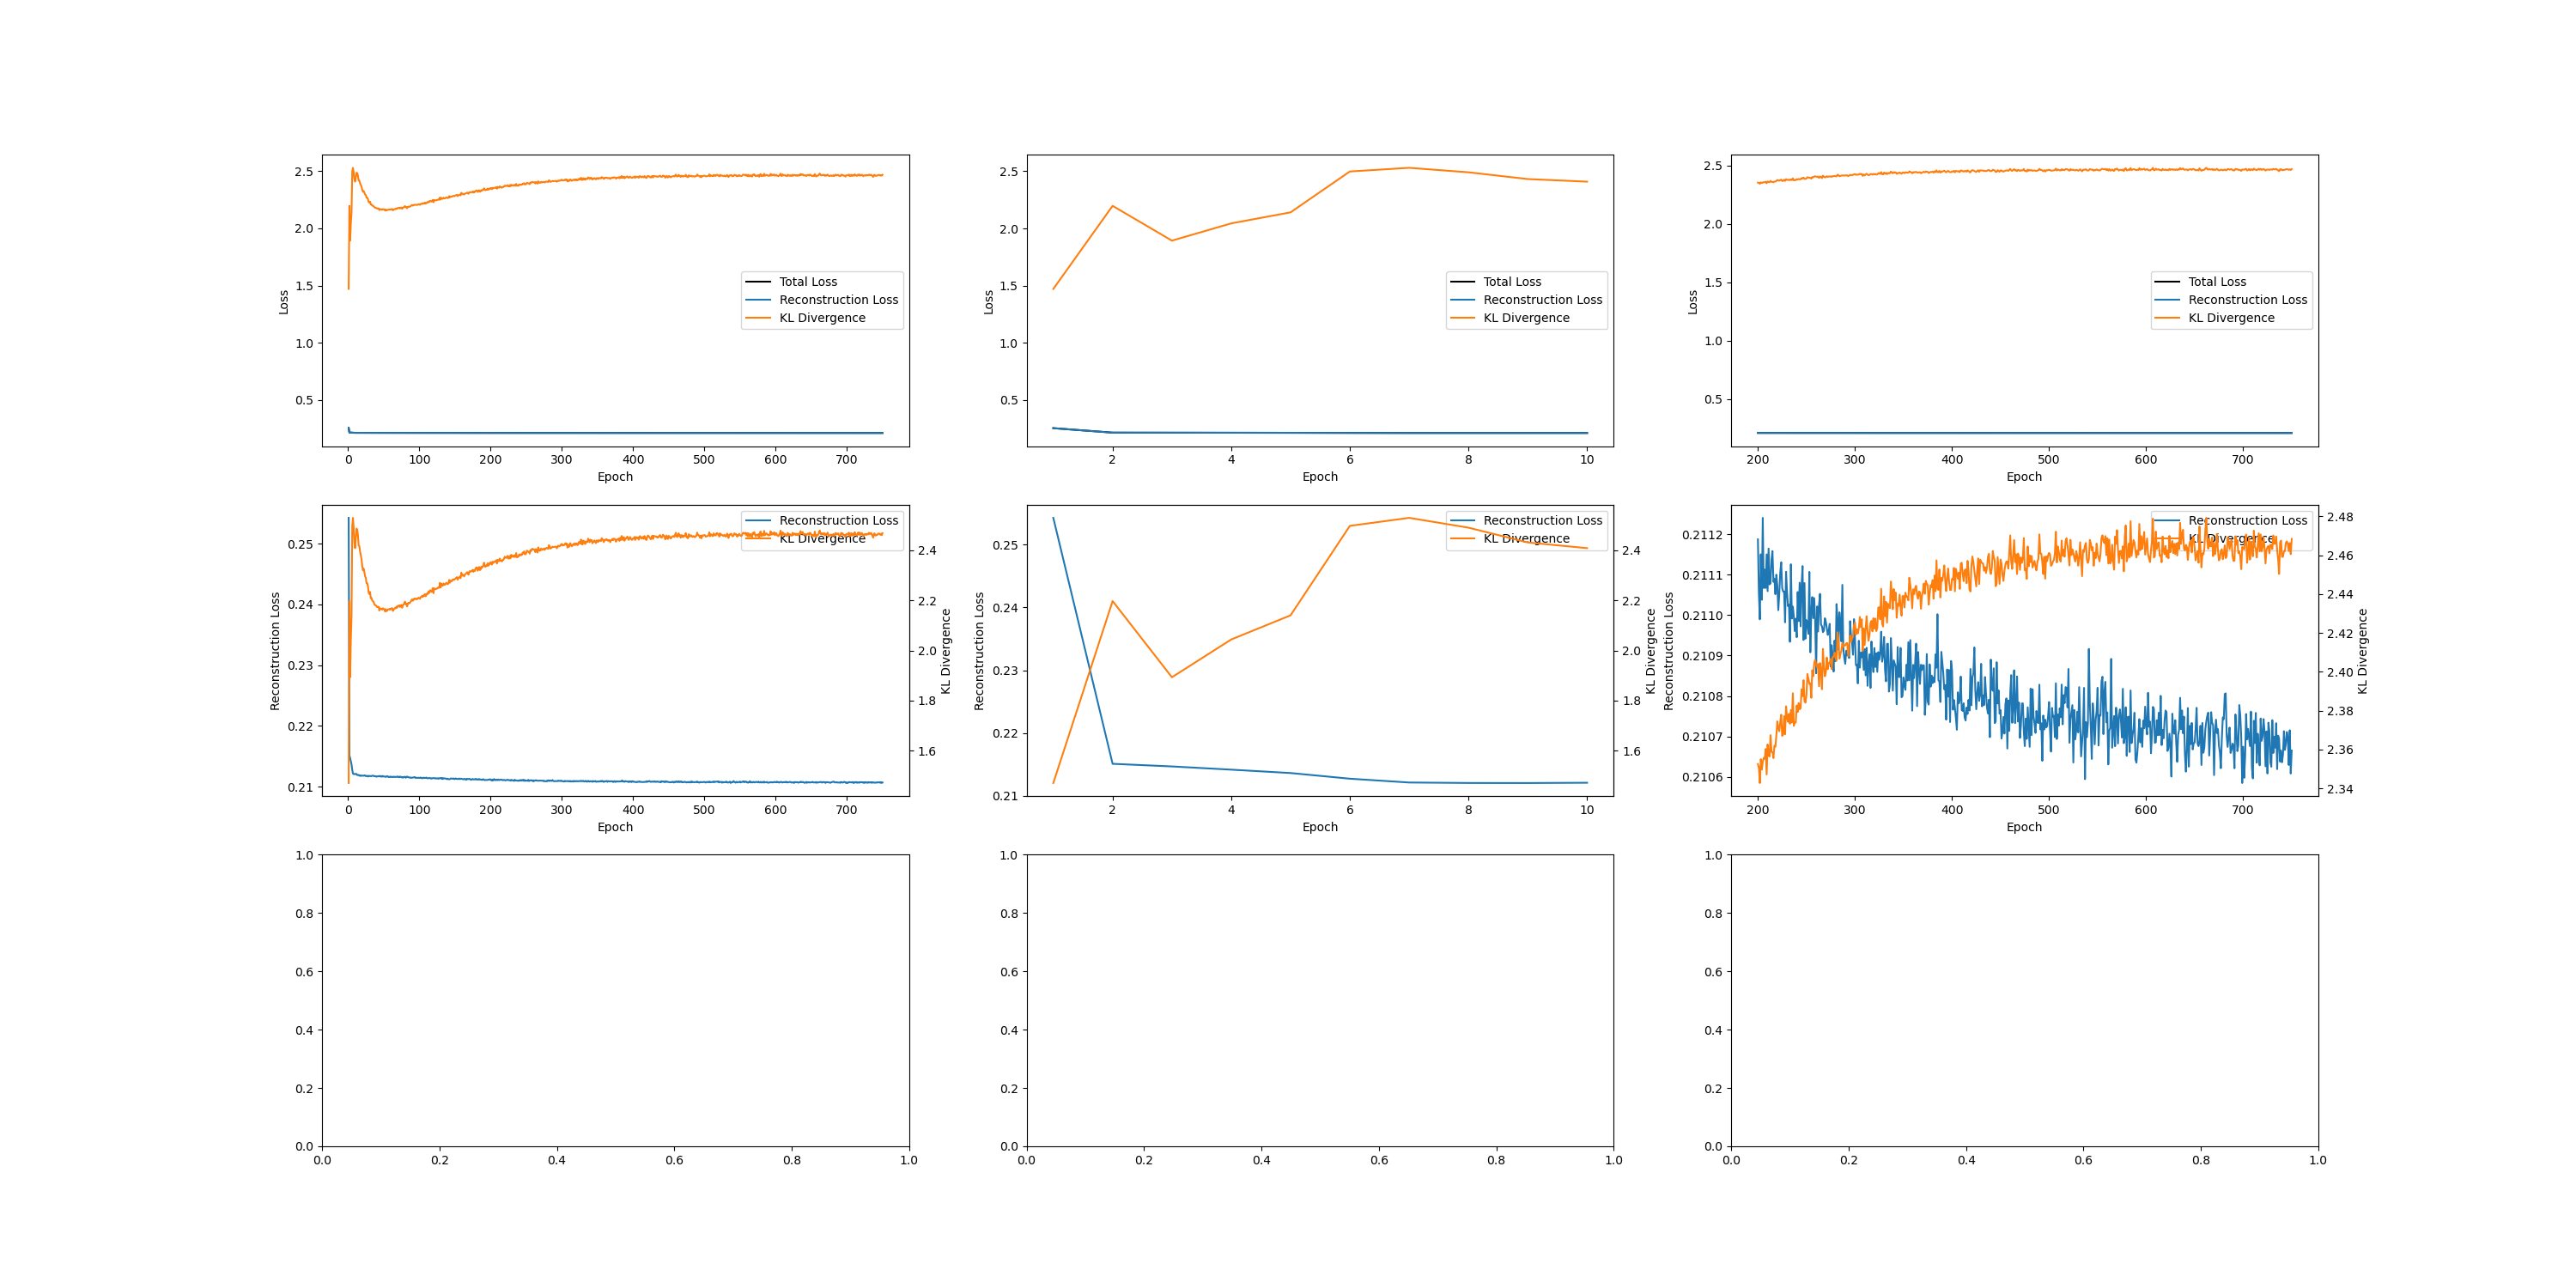 2.5
2.0
1.5
1.0
0.5
Loss
0 100 200 300 400 500 600 700
Epoch
Total Loss
Reconstruction Loss
KL Divergence
2.5
2.0
1.5
1.0
0.5
Loss
2 4 6 8 10
Epoch
Total Loss
Reconstruction Loss
KL Divergence
2.5
2.0
1.5
1.0
0.5
Loss
200 300 400 500 600 700
Epoch
Total Loss
Reconstruction Loss
KL Divergence
0.25
0.24
0.23
0.22
0.21
Reconstruction Loss
0 100 200 300 400 500 600 700
Epoch
Reconstruction Loss
KL Divergence
2.4
2.2
2.0
1.8
1.6
KL Divergence
0.25
0.24
0.23
0.22
0.21
Reconstruction Loss
2 4 6 8 10
Epoch
Reconstruction Loss
KL Divergence
2.4
2.2
2.0
1.8
1.6
KL Divergence
0.2112
0.2111
0.2110
0.2109
0.2108
0.2107
0.2106
Reconstruction Loss
200 300 400 500 600 700
Epoch
Reconstruction Loss
KL Divergence
2.48
2.46
2.44
2.42
2.40
2.38
2.36
2.34
KL Divergence
1.0
0.8
0.6
0.4
0.2
0.0
0.0 0.2 0.4 0.6 0.8 1.0
1.0
0.8
0.6
0.4
0.2
0.0
0.0 0.2 0.4 0.6 0.8 1.0
1.0
0.8
0.6
0.4
0.2
0.0
0.0 0.2 0.4 0.6 0.8 1.0